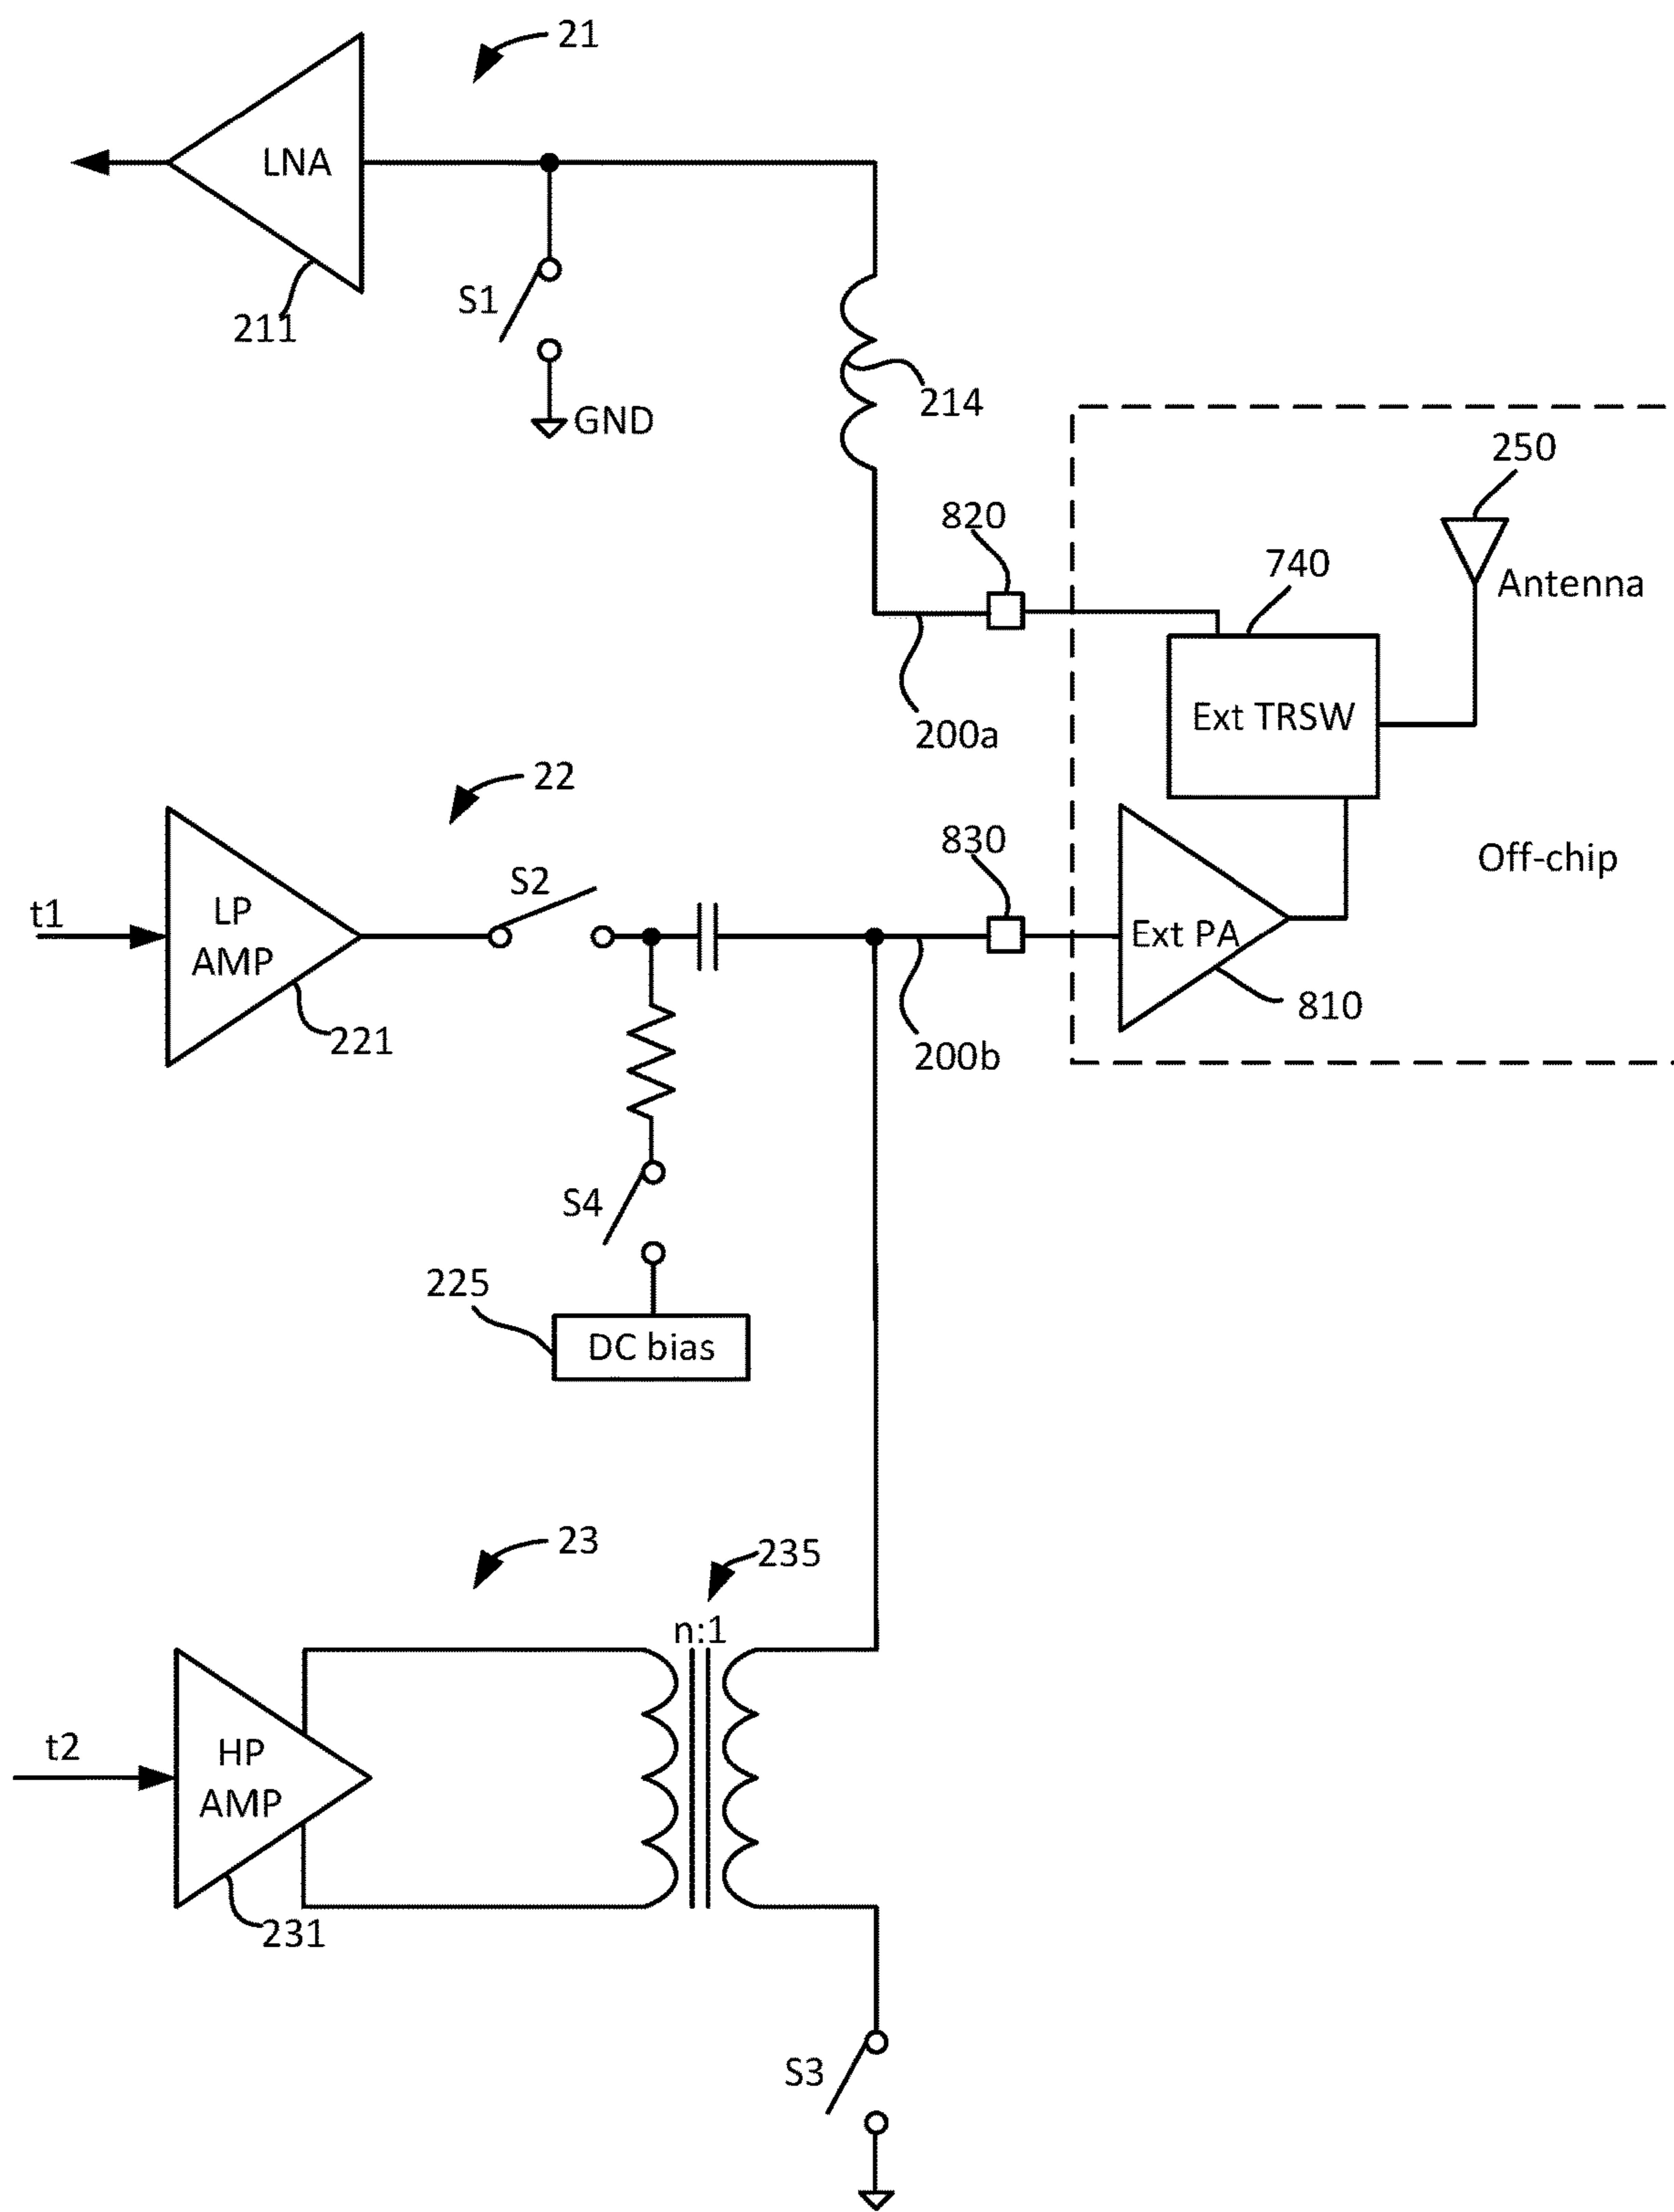 21
LNA
211
S1
GND
214
250
820
740
Antenna
Ext TRSW
200a
22
830
Off-chip
S2
t1
LP
AMP
Ext PA
810
221
200b
S4
225
DC bias
23
235
n:1
t2
HP
AMP
231
S3